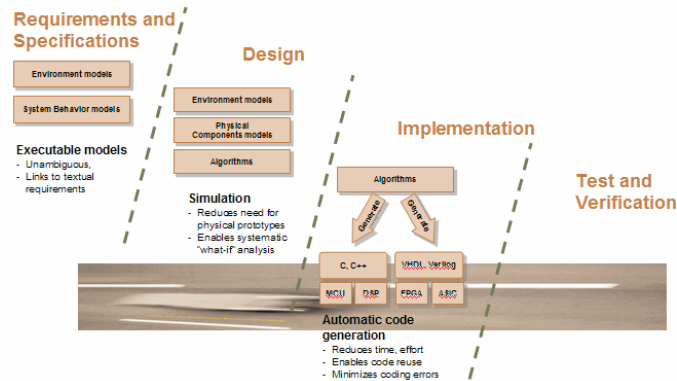 Requirements and
Specifications
Environment models
System Behavior models
Executable models
- Unambiguous,
- Links to textual
requirements
Design
Environment models
Physical
Components models
Algorithms
Simulation
- Reduces need for
physical prototypes
- Enables systematic
"what-if" analysis
Implementation
Algorithms
Generate
Generate
C, C++
VHDL, Verilog
MCU
DSP
FPGA
ASIC
Automatic code
generation
- Reduces time, effort
- Enables code reuse
- Minimizes coding errors
Test and
Verification